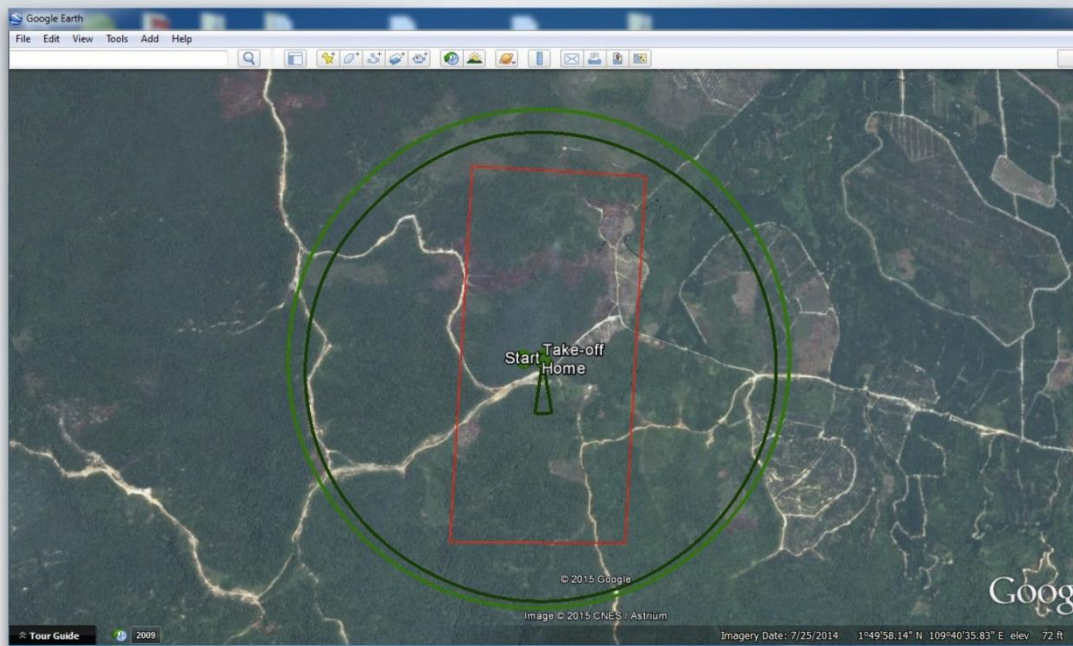 Google Earth
File Edit View Tools Add Help
Start Take-off
Home
© 2015 Google
Image © 2015 CNES / Astrium
Goog
Tour Guide 2009 Imagery Date: 7/25/2014 1°49'58.14" N 109°40'35.83" E elev 72 ft